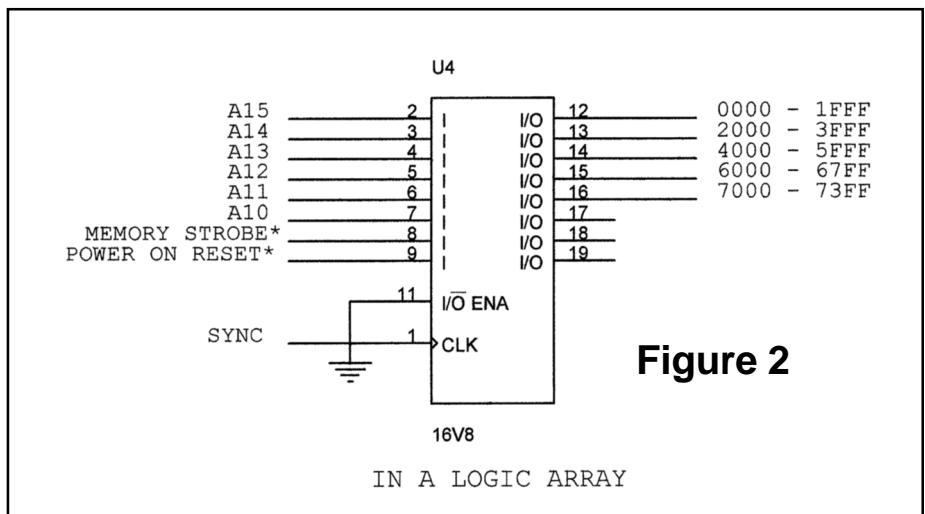 U4
A15 2 I I/O 12 0000 - 1FFF
A14 3 I I/O 13 2000 - 3FFF
A13 4 I I/O 14 4000 - 5FFF
A12 5 I I/O 15 6000 - 67FF
A11 6 I I/O 16 7000 - 73FF
A10 7 I I/O 17
MEMORY STROBE* 8 I I/O 18
POWER ON RESET* 9 I I/O 19
11 I/O ENA
SYNC 1 CLK
Figure 2
16V8
IN A LOGIC ARRAY